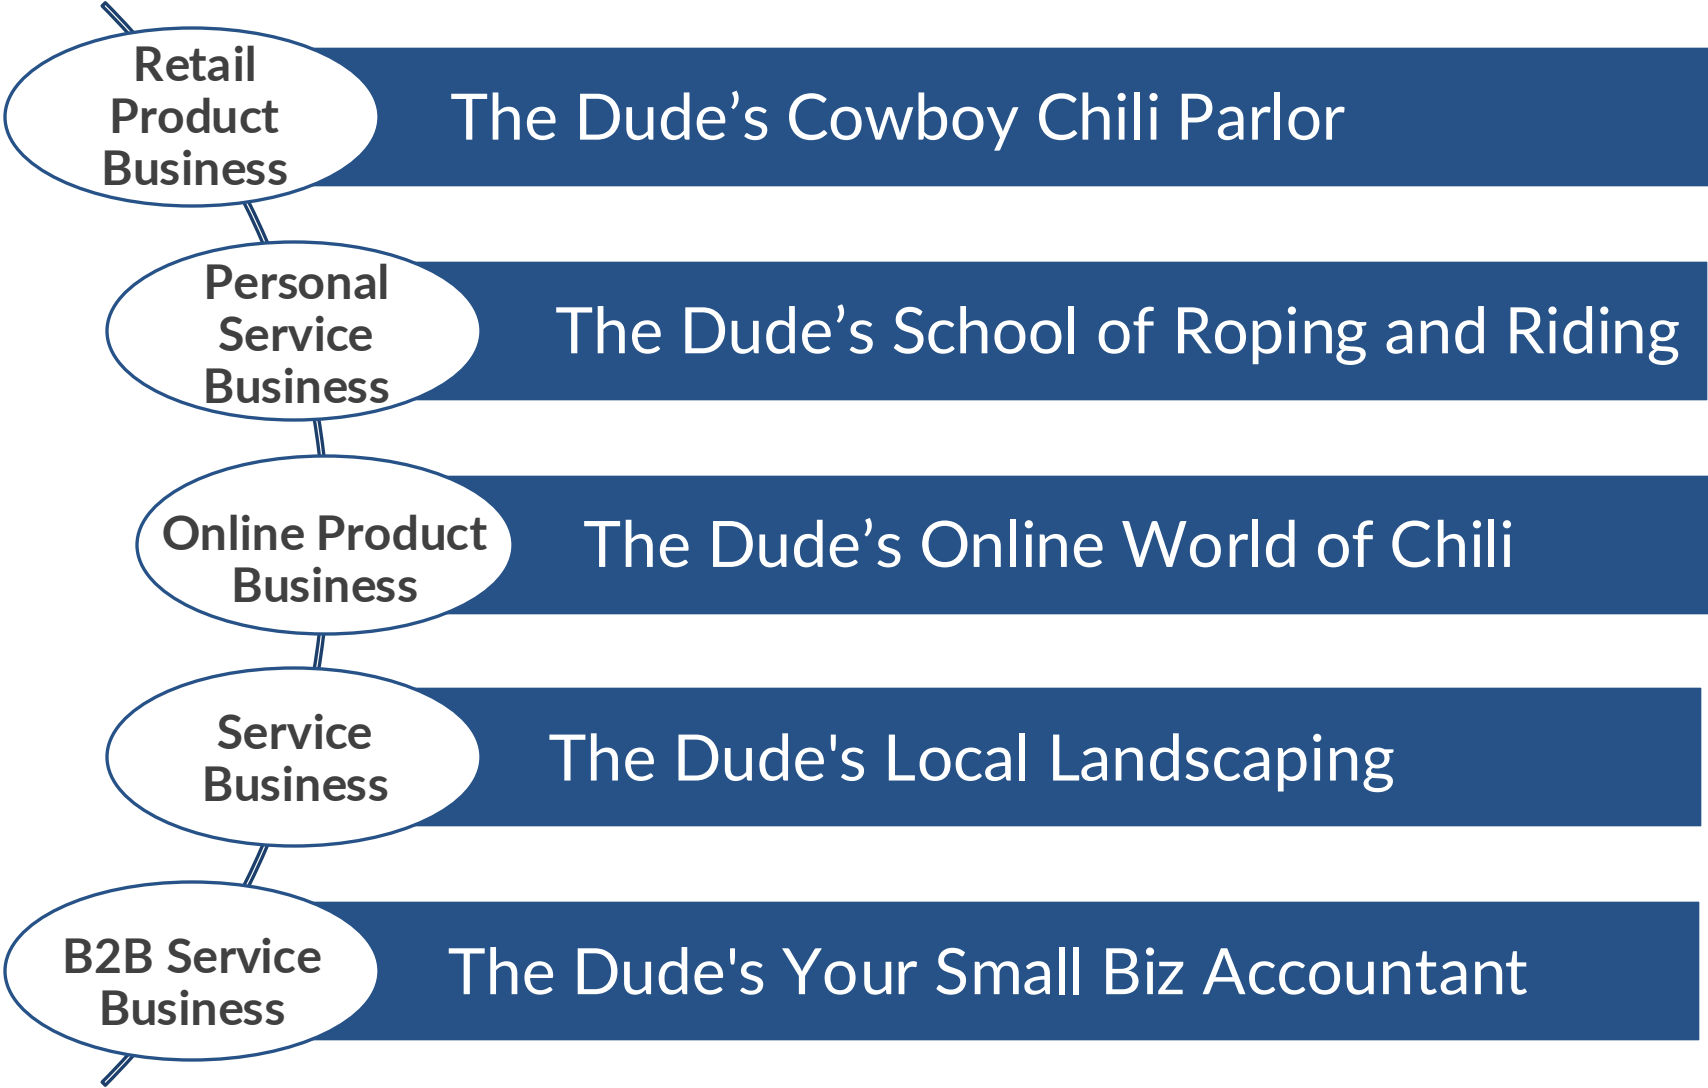 Retail
Product
Business
The Dude’s Cowboy Chili Parlor
Personal
Service
Business
The Dude’s School of Roping and Riding
Online Product
Business
The Dude’s Online World of Chili
Service
Business
The Dude's Local Landscaping
B2B Service
Business
The Dude's Your Small Biz Accountant